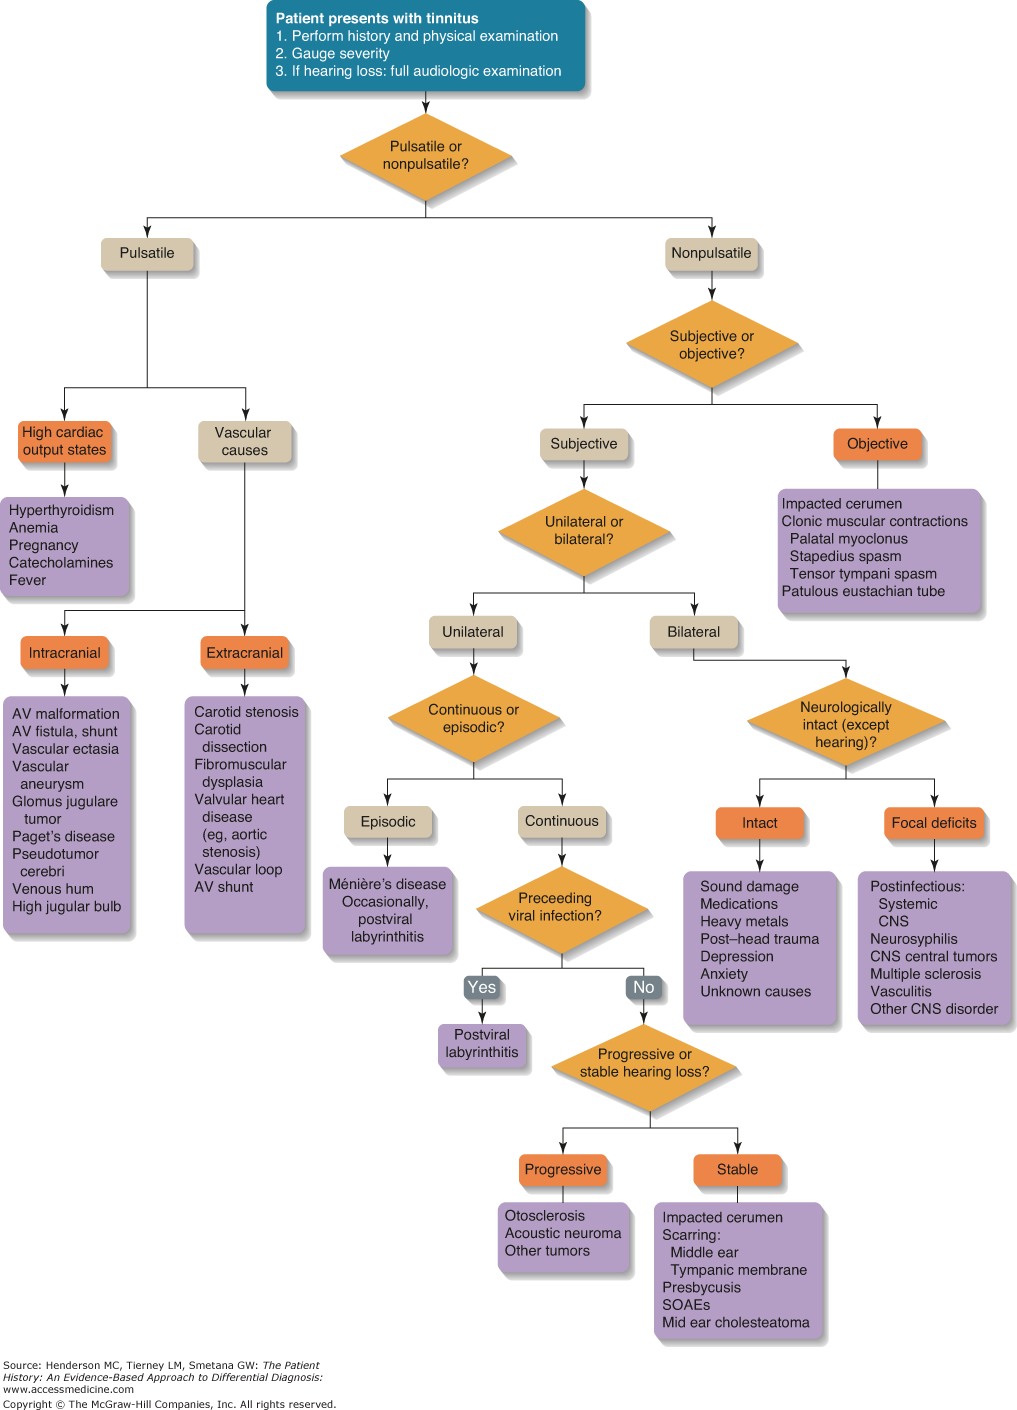 Patient presents with tinnitus
1. Perform history and physical examination
2. Gauge severity
3. If hearing loss: full audiologic examination
Pulsatile or
nonpulsatile?
Pulsatile
Nonpulsatile
Subjective or
objective?
High cardiac
output states
Vascular
causes
Subjective
Objective
Hyperthyroidism
Anemia
Pregnancy
Catecholamines
Fever
Unilateral or
bilateral?
Impacted cerumen
Clonic muscular contractions
Palatal myoclonus
Stapedius spasm
Tensor tympani spasm
Patulous eustachian tube
Intracranial
Extracranial
Unilateral
Bilateral
AV malformation
AV fistula, shunt
Vascular ectasia
Vascular
aneurysm
Glomus jugulare
tumor
Paget's disease
Pseudotumor
cerebri
Venous hum
High jugular bulb
Carotid stenosis
Carotid
dissection
Fibromuscular
dysplasia
Valvular heart
disease
(eg, aortic
stenosis)
Vascular loop
AV shunt
Continuous or
episodic?
Neurologically
intact (except
hearing)?
Episodic
Continuous
Intact
Focal deficits
Ménière's disease
Occasionally,
postviral
labyrinthitis
Preceeding
viral infection?
Sound damage
Medications
Heavy metals
Post–head trauma
Depression
Anxiety
Unknown causes
Postinfectious:
Systemic
CNS
Neurosyphilis
CNS central tumors
Multiple sclerosis
Vasculitis
Other CNS disorder
Yes
No
Postviral
labyrinthitis
Progressive or
stable hearing loss?
Progressive
Stable
Otosclerosis
Acoustic neuroma
Other tumors
Impacted cerumen
Scarring:
Middle ear
Tympanic membrane
Presbycusis
SOAEs
Mid ear cholesteatoma
Source: Henderson MC, Tierney LM, Smetana GW: The Patient
History: An Evidence-Based Approach to Differential Diagnosis:
www.accessmedicine.com
Copyright © The McGraw-Hill Companies, Inc. All rights reserved.